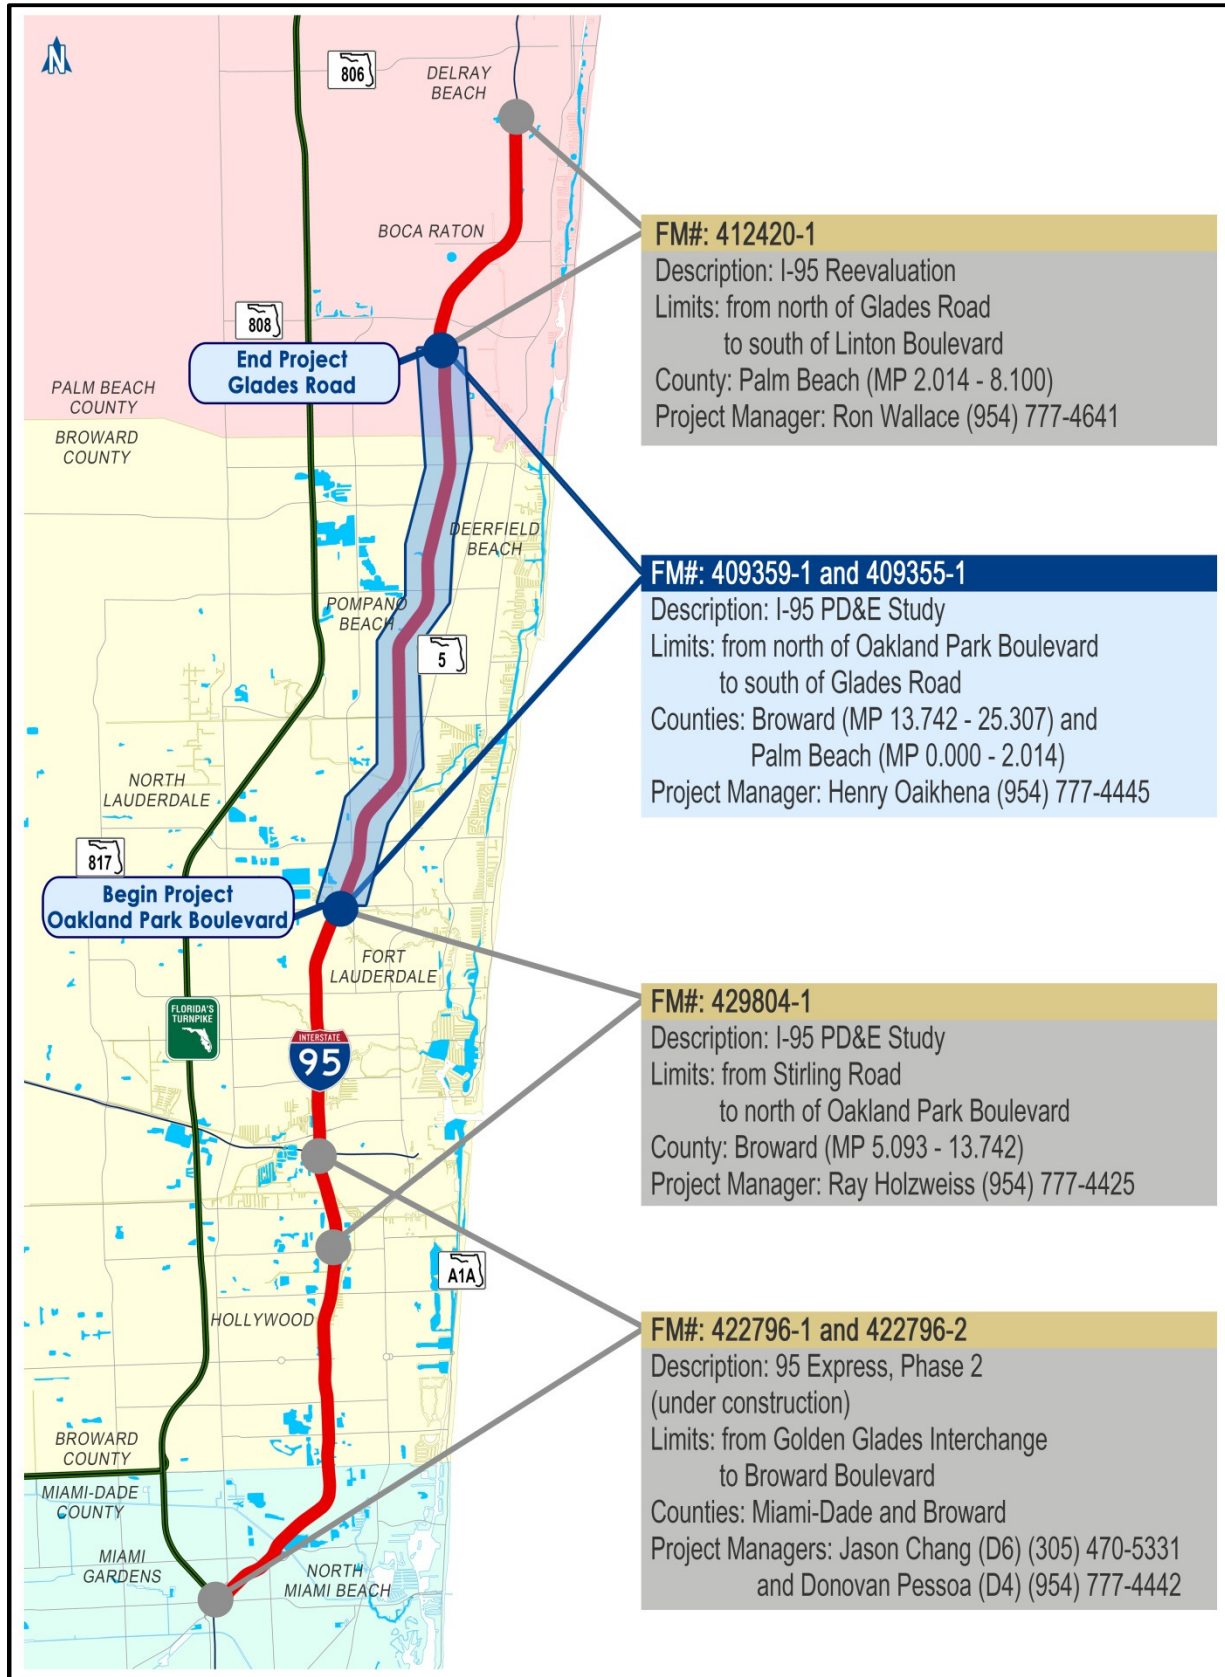 N
806
DELRAY
BEACH
BOCA RATON
808
End Project
Glades Road
PALM BEACH
COUNTY
BROWARD
COUNTY
DEERFIELD
BEACH
POMPANO
BEACH
5
NORTH
LAUDERDALE
817
Begin Project
Oakland Park Boulevard
FORT
LAUDERDALE
FLORIDA'S
TURNPIKE
INTERSTATE
95
A1A
HOLLYWOOD
BROWARD
COUNTY
MIAMI-DADE
COUNTY
MIAMI
GARDENS
NORTH
MIAMI BEACH
FM#: 412420-1
Description: I-95 Reevaluation
Limits: from north of Glades Road
to south of Linton Boulevard
County: Palm Beach (MP 2.014 - 8.100)
Project Manager: Ron Wallace (954) 777-4641
FM#: 409359-1 and 409355-1
Description: I-95 PD&E Study
Limits: from north of Oakland Park Boulevard
to south of Glades Road
Counties: Broward (MP 13.742 - 25.307) and
Palm Beach (MP 0.000 - 2.014)
Project Manager: Henry Oaikhena (954) 777-4445
FM#: 429804-1
Description: I-95 PD&E Study
Limits: from Stirling Road
to north of Oakland Park Boulevard
County: Broward (MP 5.093 - 13.742)
Project Manager: Ray Holzweiss (954) 777-4425
FM#: 422796-1 and 422796-2
Description: 95 Express, Phase 2
(under construction)
Limits: from Golden Glades Interchange
to Broward Boulevard
Counties: Miami-Dade and Broward
Project Managers: Jason Chang (D6) (305) 470-5331
and Donovan Pessoa (D4) (954) 777-4442